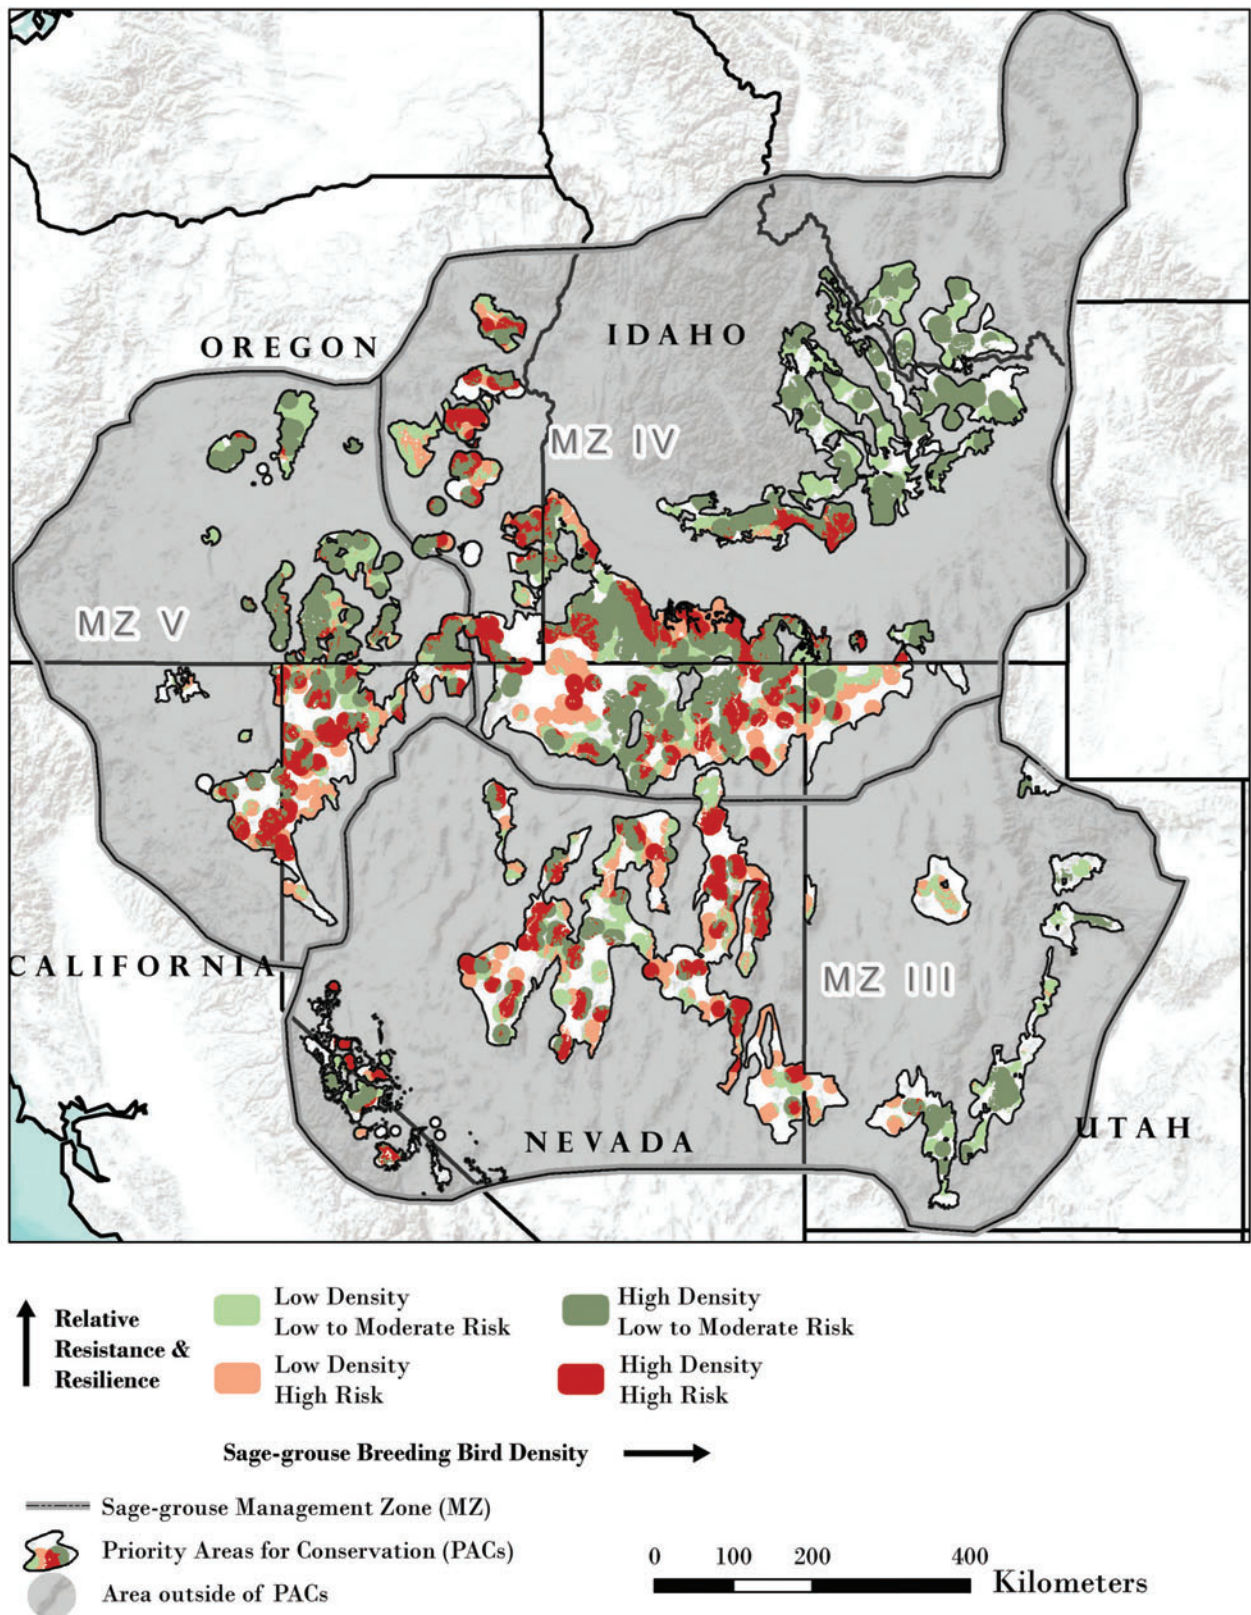 OREGON
IDAHO
MZ IV
MZ V
CALIFORNIA
MZ III
NEVADA
UTAH
Relative
Resistance &
Resilience
Low Density
Low to Moderate Risk
High Density
Low to Moderate Risk
Low Density
High Risk
High Density
High Risk
Sage-grouse Breeding Bird Density
Sage-grouse Management Zone (MZ)
Priority Areas for Conservation (PACs)
Area outside of PACs
0 100 200 400
Kilometers